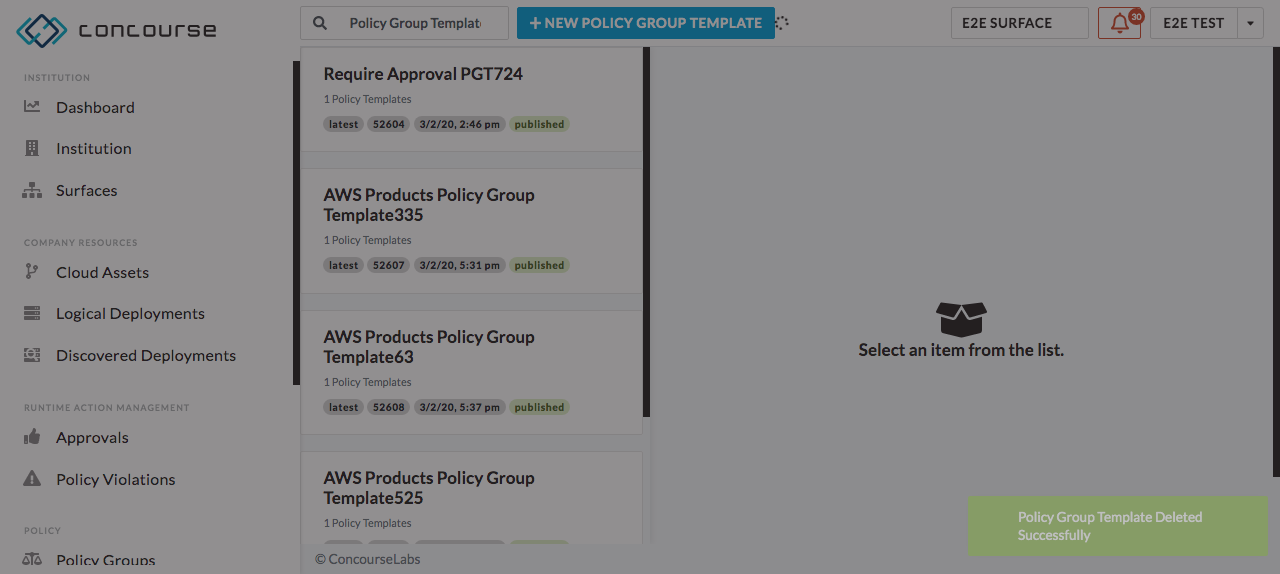 concourse
Policy Group Templat
NEW POLICY GROUP TEMPLATE
E2E SURFACE
30
E2E TEST
INSTITUTION
Dashboard
Institution
Surfaces
COMPANY RESOURCES
Cloud Assets
Logical Deployments
Discovered Deployments
RUNTIME ACTION MANAGEMENT
Approvals
Policy Violations
POLICY
Policy Groups
Require Approval PGT724
1 Policy Templates
latest 52604 3/2/20, 2:46 pm published
AWS Products Policy Group
Template335
1 Policy Templates
latest 52607 3/2/20, 5:31 pm published
AWS Products Policy Group
Template63
1 Policy Templates
latest 52608 3/2/20, 5:37 pm published
AWS Products Policy Group
Template525
1 Policy Templates
© ConcourseLabs
Select an item from the list.
Policy Group Template Deleted
Successfully